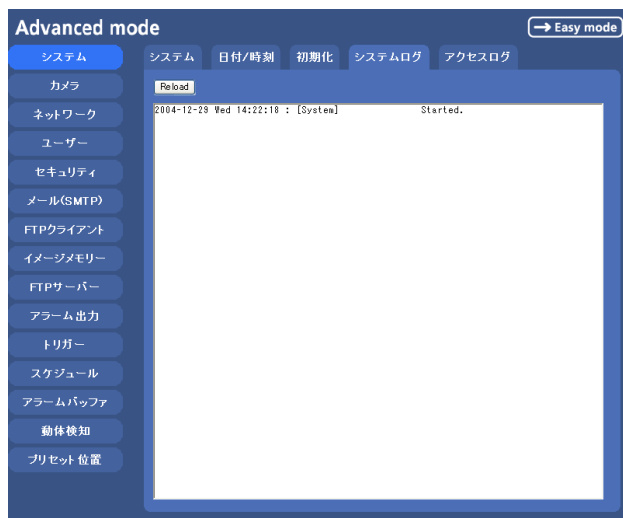 Advanced mode
→ Easy mode
システム
カメラ
ネットワーク
ユーザー
セキュリティ
メール(SMTP)
FTPクライアント
イメージメモリー
FTPサーバー
アラーム出力
トリガー
スケジュール
アラームバッファ
動体検知
プリセット位置
システム 日付/時刻 初期化 システムログ アクセスログ
Reload
2004-12-29 Wed 14:22:18 : [System] Started.